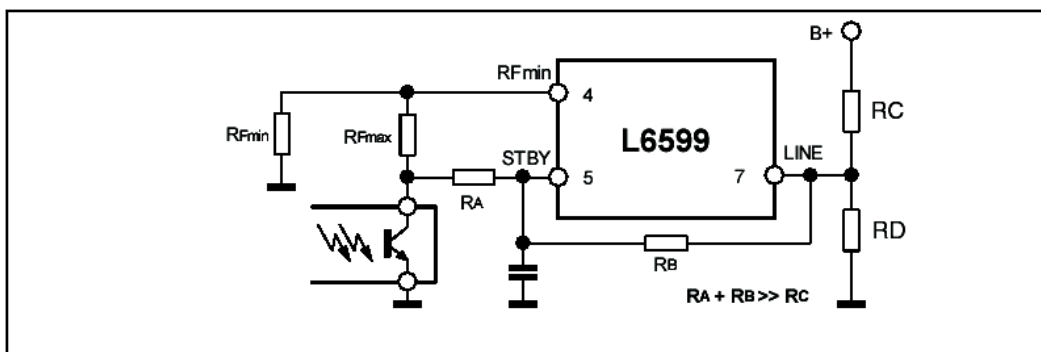 B+
RFmin
4
RC
RFmin
RFmax
L6599
STBY
LINE
5
7
RA
RD
RB
RA + RB >> RC